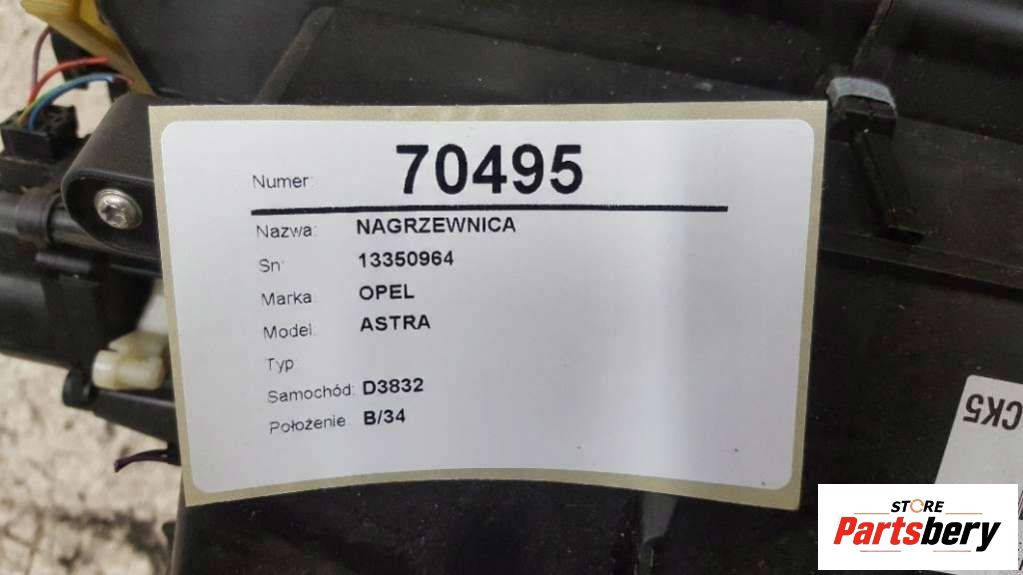 Numer: 70495
Nazwa: NAGRZEWNICA
Sn: 13350964
Marka OPEL
Model: ASTRA
Typ
Samochód: D3832
Położenie B/34
CK5
STORE
Partsbery